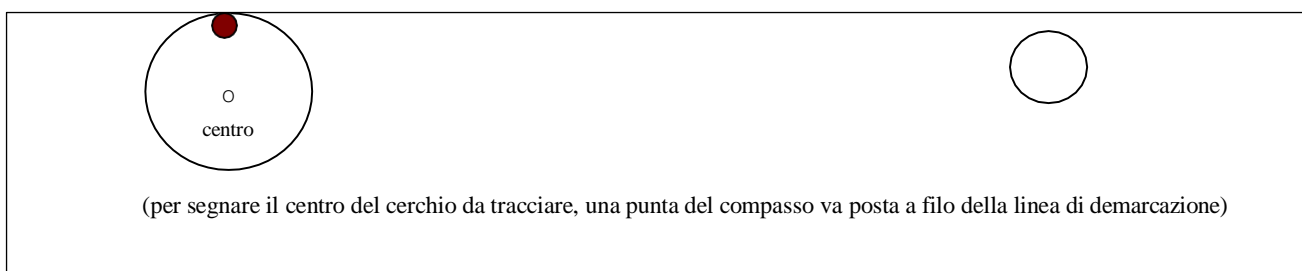 O
centro
(per segnare il centro del cerchio da tracciare, una punta del compasso va posta a filo della linea di demarcazione)